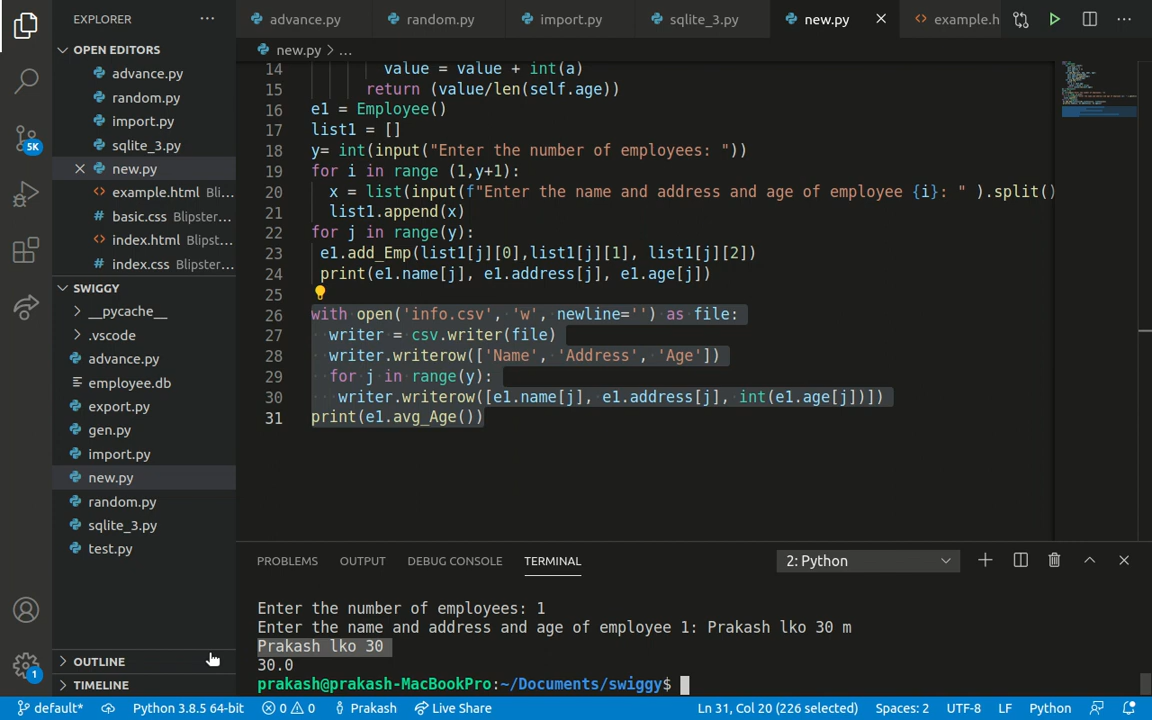 EXPLORER
OPEN EDITORS
advance.py
random.py
import.py
sqlite_3.py
new.py
example.html Bli...
basic.css Blipster...
index.html Blipst...
index.css Blipster...
SWIGGY
__pycache__
.vscode
advance.py
employee.db
export.py
gen.py
import.py
new.py
random.py
sqlite_3.py
test.py
OUTLINE
TIMELINE
5K
1
advance.py random.py import.py sqlite_3.py new.py example.h
new.py > ...
14 value = value + int(a)
15 return (value/len(self.age))
16 e1 = Employee()
17 list1 = []
18 y= int(input("Enter the number of employees: "))
19 for i in range (1,y+1):
20 x = list(input(f"Enter the name and address and age of employee {i}: " ).split()
21 list1.append(x)
22 for j in range(y):
23 e1.add_Emp(list1[j][0],list1[j][1], list1[j][2])
24 print(e1.name[j], e1.address[j], e1.age[j])
25
26 with open('info.csv', 'w', newline='') as file:
27 writer = csv.writer(file)
28 writer.writerow(['Name', 'Address', 'Age'])
29 for j in range(y):
30 writer.writerow([e1.name[j], e1.address[j], int(e1.age[j])])
31 print(e1.avg_Age())
PROBLEMS OUTPUT DEBUG CONSOLE TERMINAL 2: Python
Enter the number of employees: 1
Enter the name and address and age of employee 1: Prakash lko 30 m
Prakash lko 30
30.0
prakash@prakash-MacBookPro:~/Documents/swiggy$
default* Python 3.8.5 64-bit 0 0 Prakash Live Share Ln 31, Col 20 (226 selected) Spaces: 2 UTF-8 LF Python